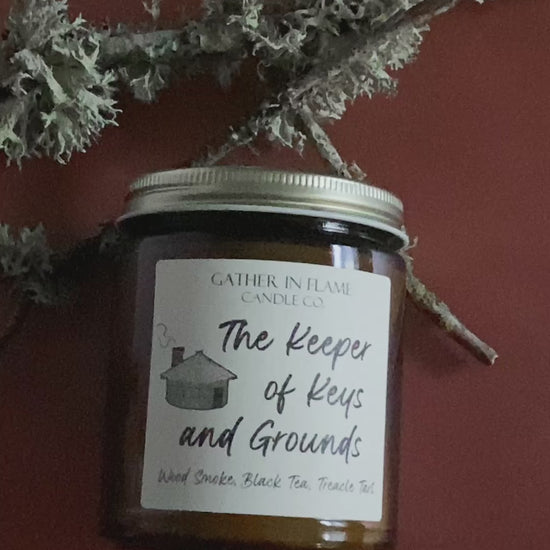 GATHER IN FLAME
CANDLE CO.
The Keeper
of Keys
and Grounds
Wood Smoke, Black Tea, Treacle Tart